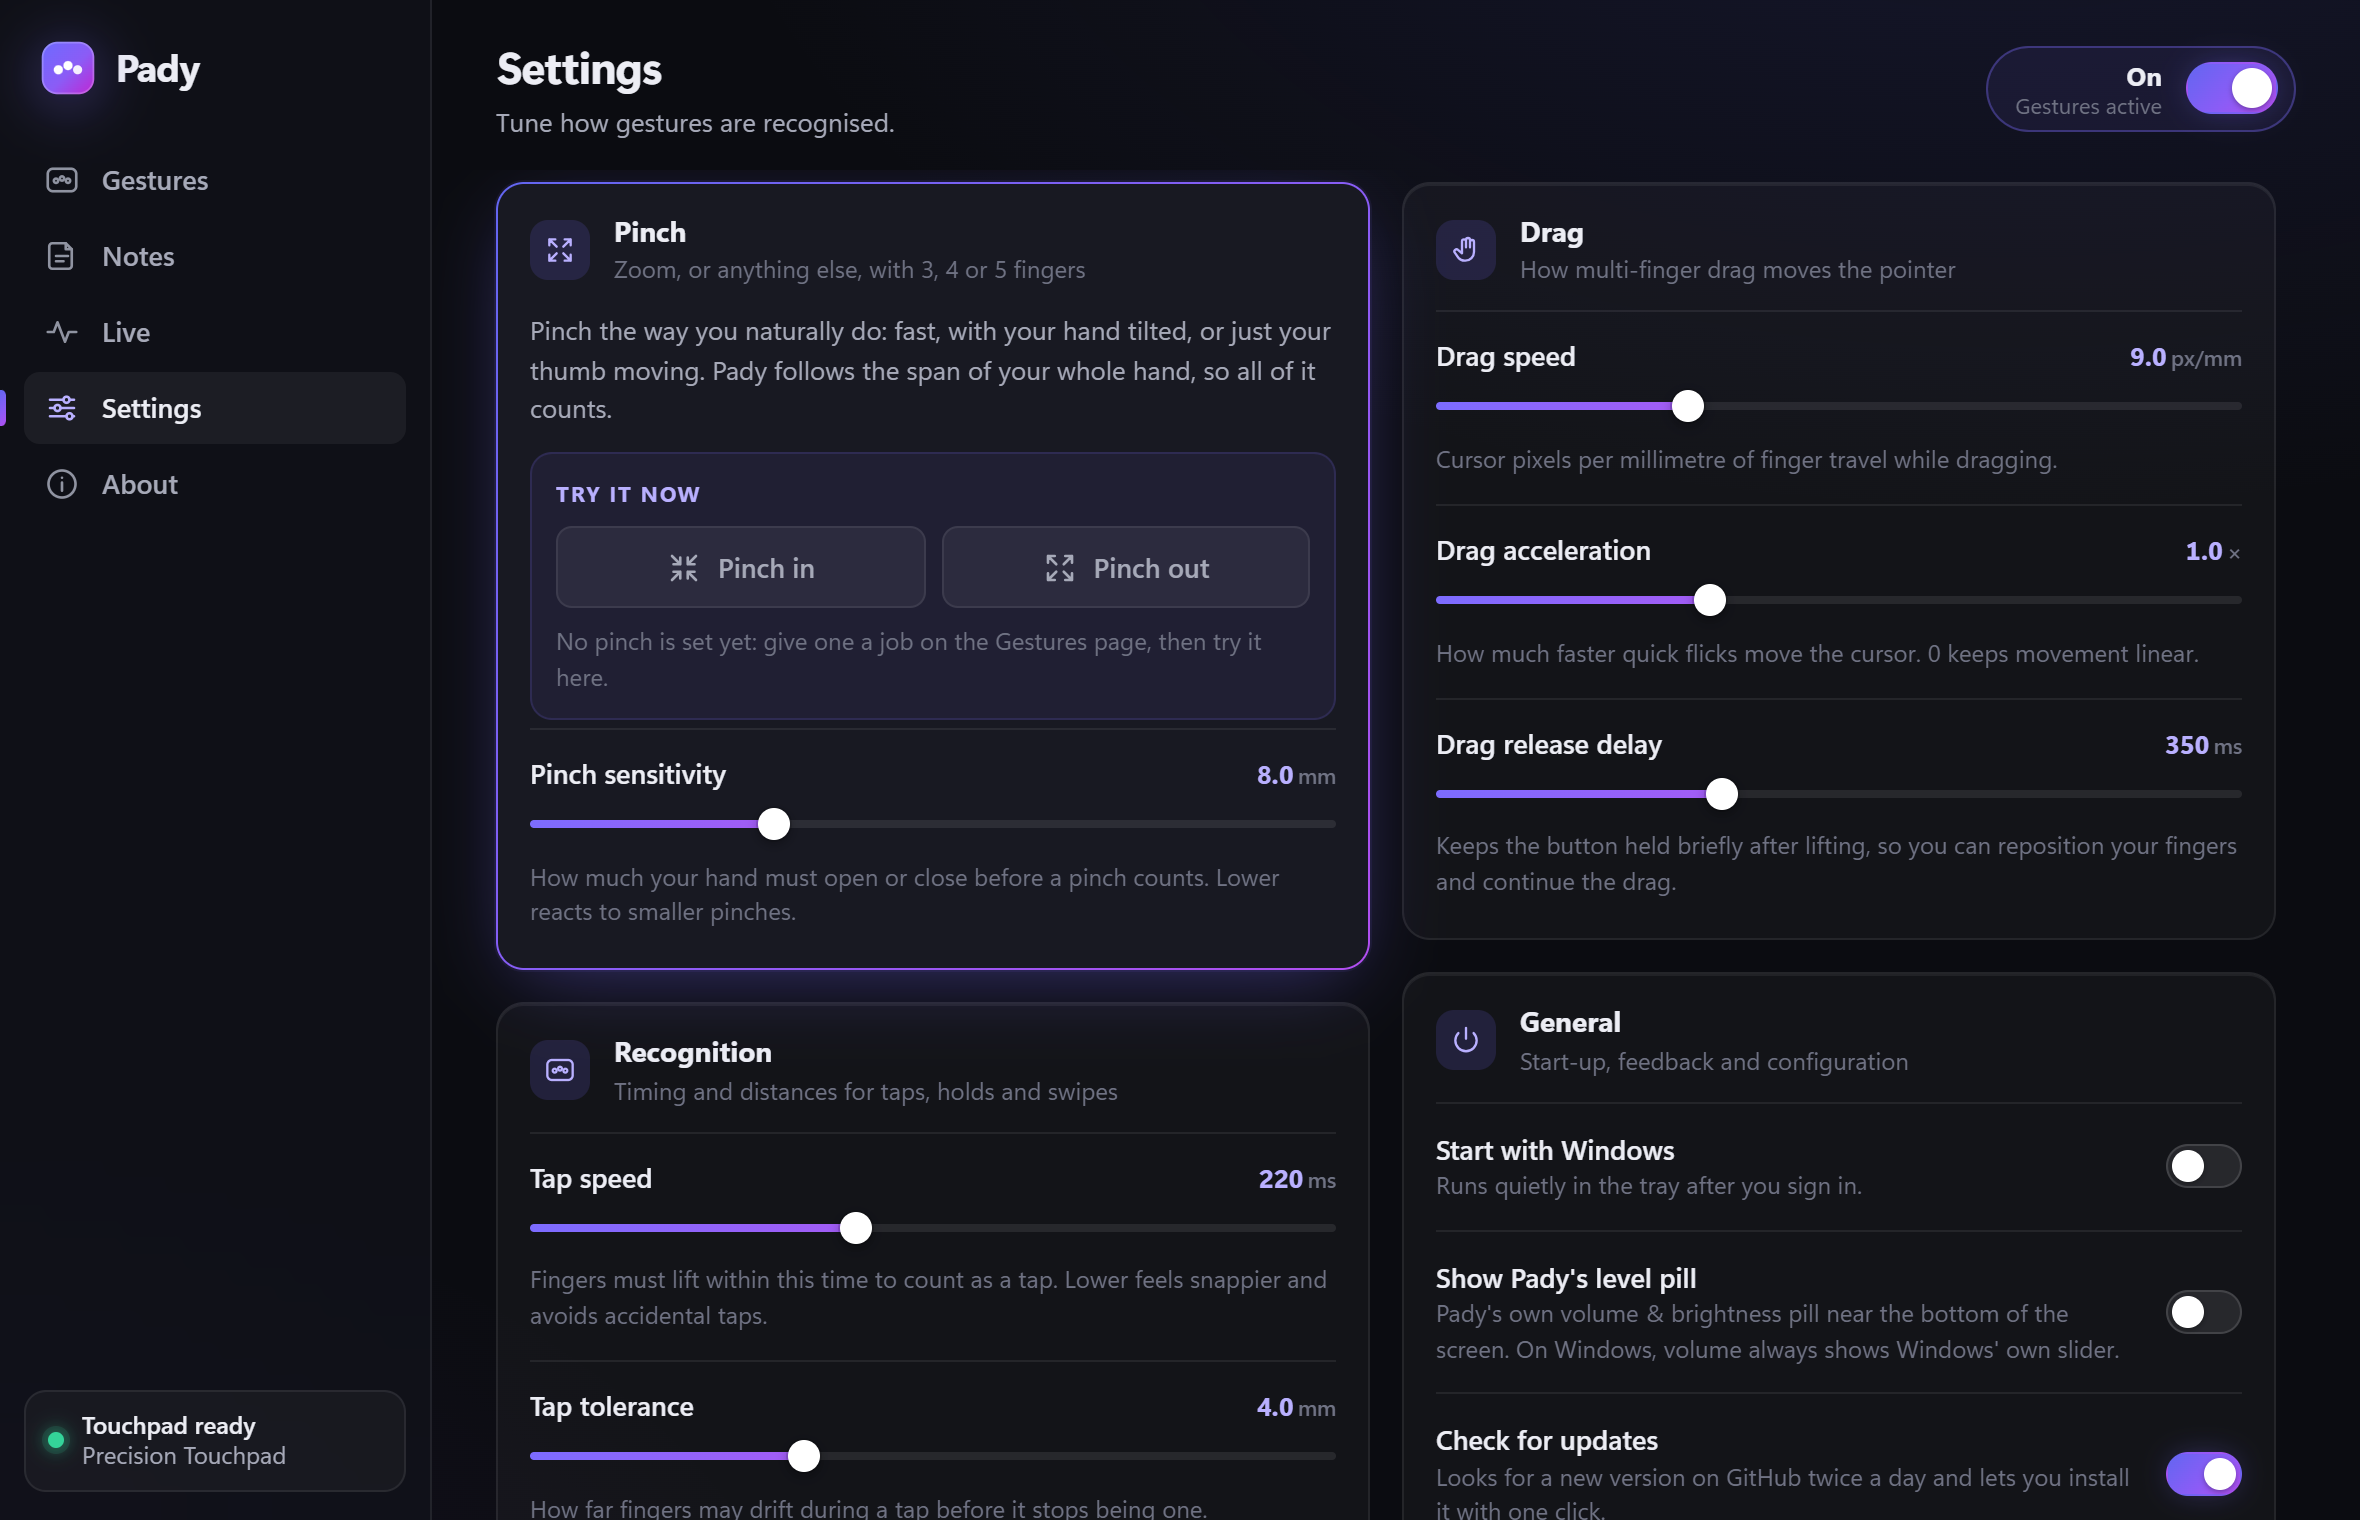 Pady
Gestures
Notes
Live
Settings
About
Touchpad ready
Precision Touchpad
Settings
Tune how gestures are recognised.
On
Gestures active
Pinch
Zoom, or anything else, with 3, 4 or 5 fingers
Pinch the way you naturally do: fast, with your hand tilted, or just your
thumb moving. Pady follows the span of your whole hand, so all of it
counts.
TRY IT NOW
Pinch in
Pinch out
No pinch is set yet: give one a job on the Gestures page, then try it
here.
Pinch sensitivity
8.0 mm
How much your hand must open or close before a pinch counts. Lower
reacts to smaller pinches.
Recognition
Timing and distances for taps, holds and swipes
Tap speed
220 ms
Fingers must lift within this time to count as a tap. Lower feels snappier and
avoids accidental taps.
Tap tolerance
4.0 mm
How far fingers may drift during a tap before it stops being one.
Drag
How multi-finger drag moves the pointer
Drag speed
9.0 px/mm
Cursor pixels per millimetre of finger travel while dragging.
Drag acceleration
1.0 ×
How much faster quick flicks move the cursor. 0 keeps movement linear.
Drag release delay
350 ms
Keeps the button held briefly after lifting, so you can reposition your fingers
and continue the drag.
General
Start-up, feedback and configuration
Start with Windows
Runs quietly in the tray after you sign in.
Show Pady's level pill
Pady's own volume & brightness pill near the bottom of the
screen. On Windows, volume always shows Windows' own slider.
Check for updates
Looks for a new version on GitHub twice a day and lets you install
it with one click.